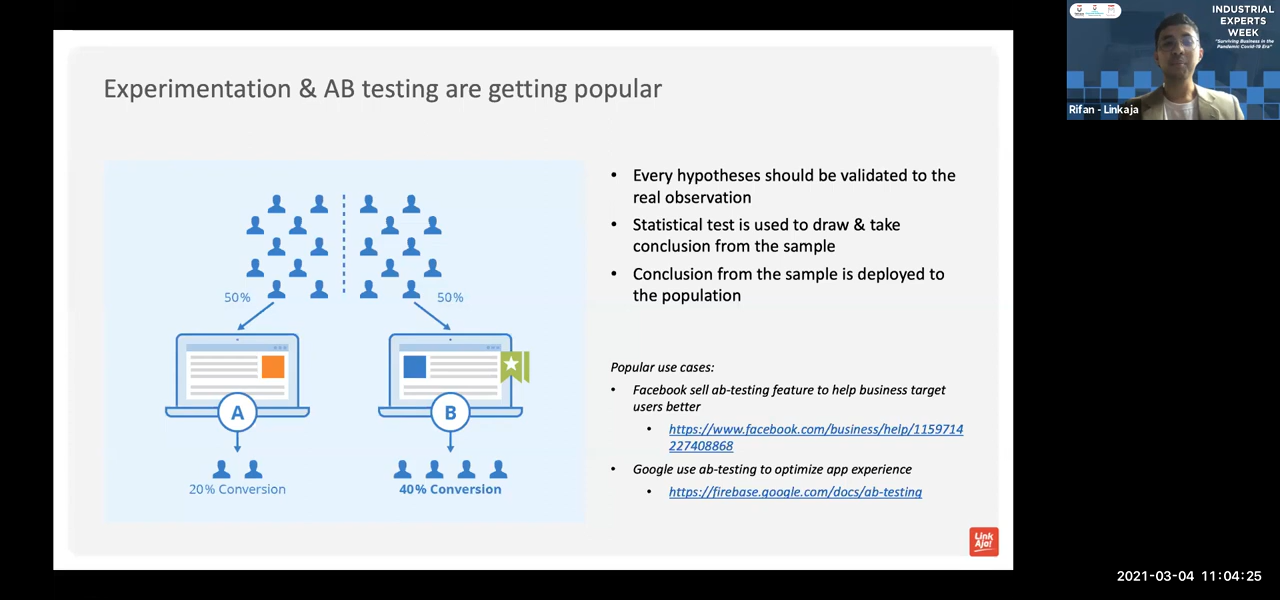 Experimentation & AB testing are getting popular
50%
50%
A
B
20% Conversion
40% Conversion
• Every hypotheses should be validated to the
real observation
• Statistical test is used to draw & take
conclusion from the sample
• Conclusion from the sample is deployed to
the population
Popular use cases:
• Facebook sell ab-testing feature to help business target
users better
• https://www.facebook.com/business/help/1159714
227408868
• Google use ab-testing to optimize app experience
• https://firebase.google.com/docs/ab-testing
Link
Aja!
INDUSTRIAL
EXPERTS
WEEK
"Surviving Business in the
Pandemic Covid-19 Era"
Rifan - Linkaja
2021-03-04 11:04:25